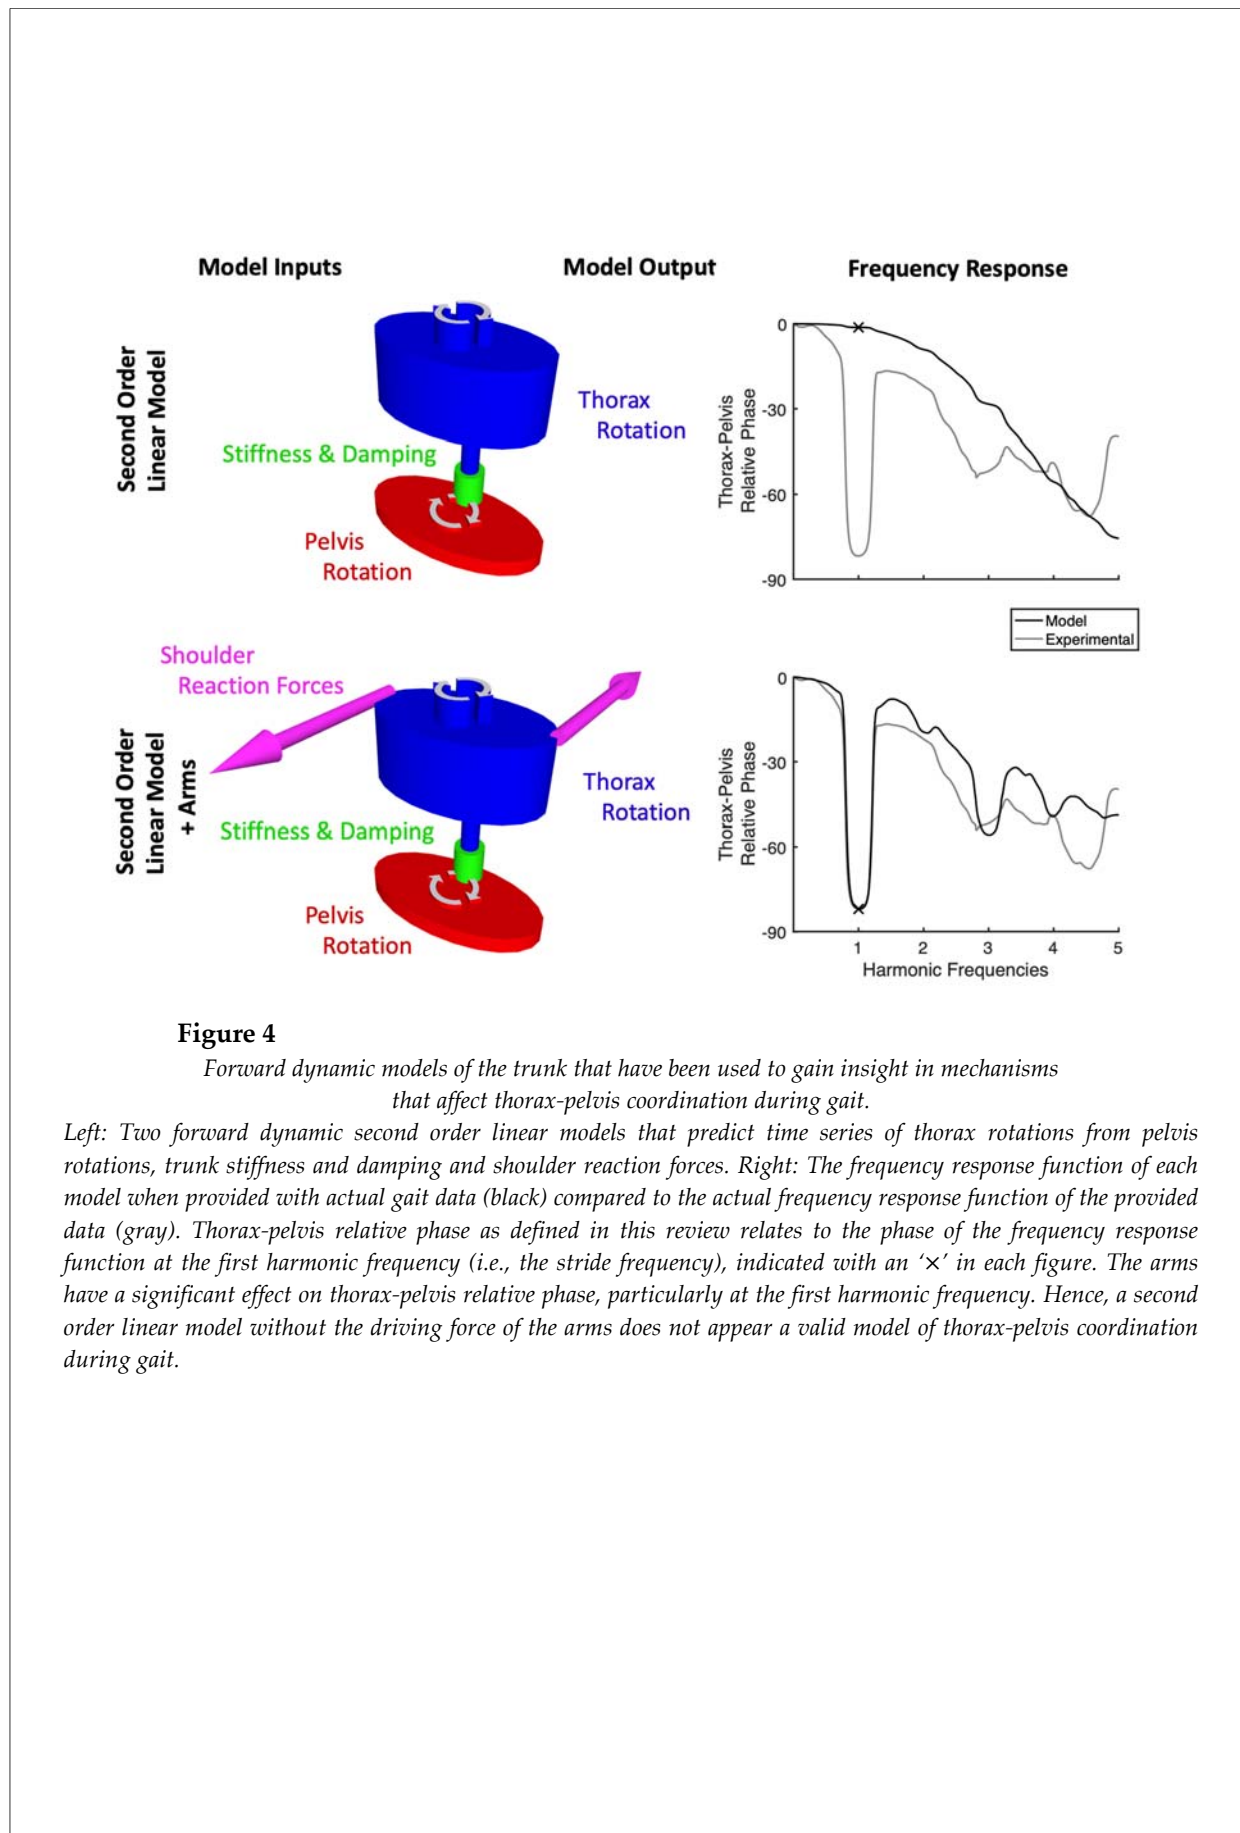 Model Inputs
Model Output
Frequency Response
Second Order
Linear Model
Thorax
Rotation
Stiffness & Damping
Pelvis
Rotation
Thorax-Pelvis
Relative Phase
0
-30
-60
-90
Model
Experimental
Second Order
Linear Model
+ Arms
Shoulder
Reaction Forces
Thorax
Rotation
Stiffness & Damping
Pelvis
Rotation
Thorax-Pelvis
Relative Phase
0
-30
-60
-90
1 2 3 4 5
Harmonic Frequencies
Figure 4
Forward dynamic models of the trunk that have been used to gain insight in mechanisms
that affect thorax-pelvis coordination during gait.
Left: Two forward dynamic second order linear models that predict time series of thorax rotations from pelvis
rotations, trunk stiffness and damping and shoulder reaction forces. Right: The frequency response function of each
model when provided with actual gait data (black) compared to the actual frequency response function of the provided
data (gray). Thorax-pelvis relative phase as defined in this review relates to the phase of the frequency response
function at the first harmonic frequency (i.e., the stride frequency), indicated with an ‘×’ in each figure. The arms
have a significant effect on thorax-pelvis relative phase, particularly at the first harmonic frequency. Hence, a second
order linear model without the driving force of the arms does not appear a valid model of thorax-pelvis coordination
during gait.